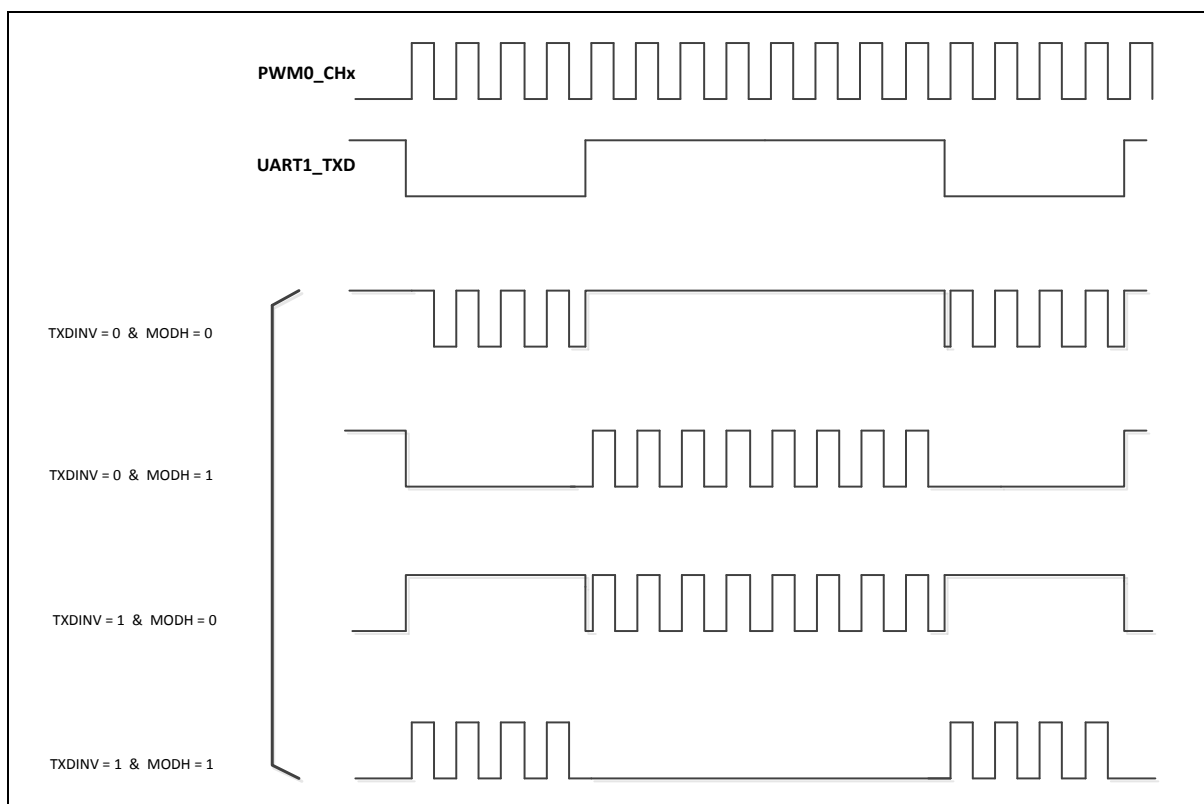 PWM0_CHx
UART1_TXD
TXDINV = 0 & MODH = 0
TXDINV = 0 & MODH = 1
TXDINV = 1 & MODH = 0
TXDINV = 1 & MODH = 1